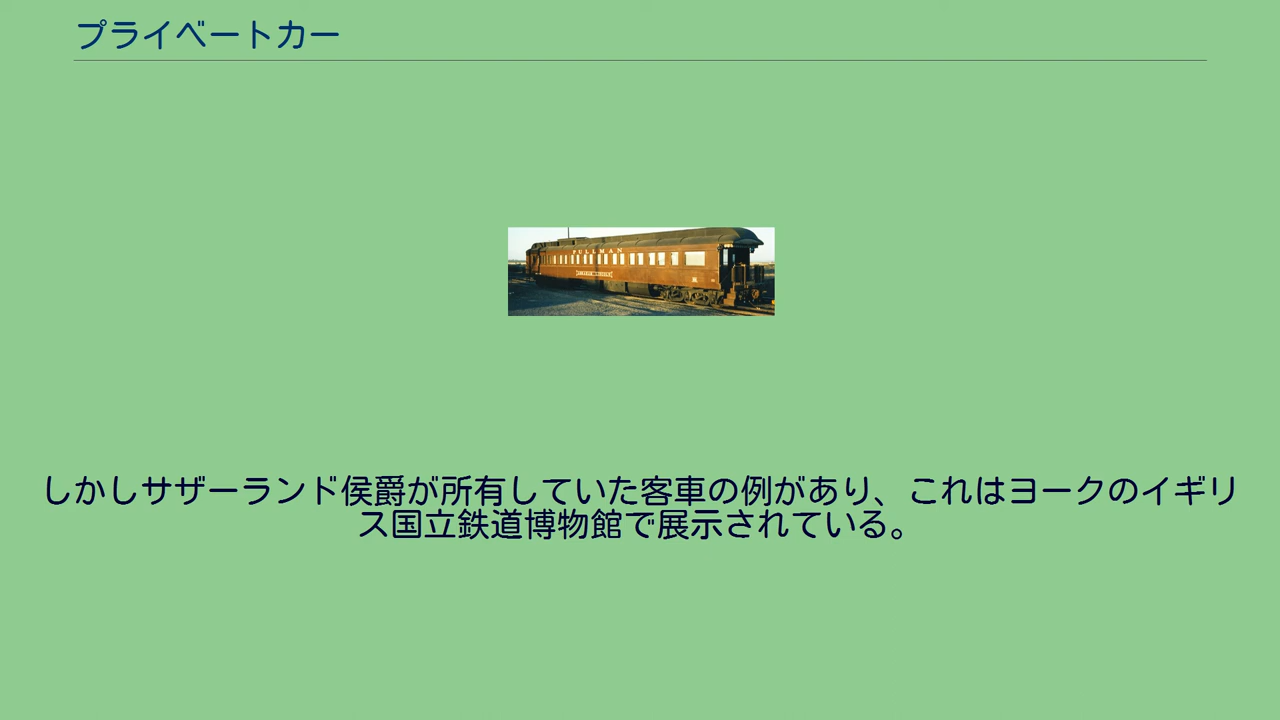 プライベートカー
PULLMAN
しかしサザーランド侯爵が所有していた客車の例があり、これはヨークのイギリ
ス国立鉄道博物館で展示されている。